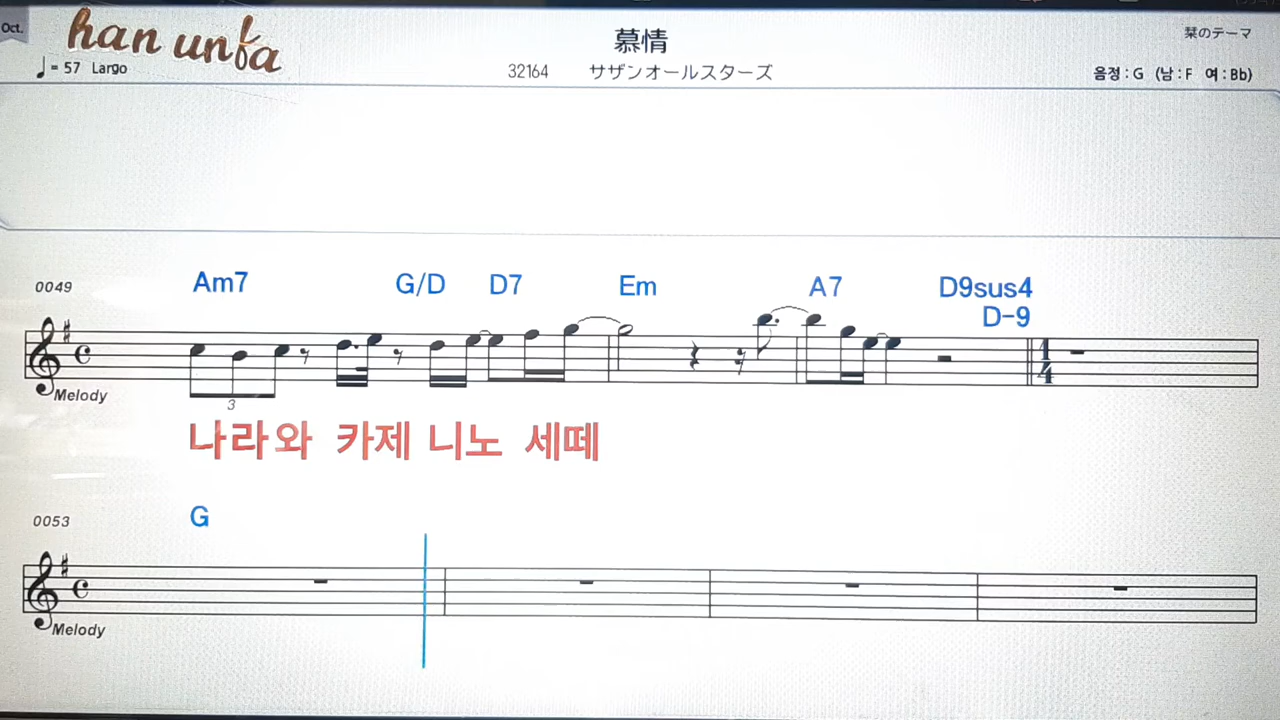 Oct.
han unfa
慕情
栞のテーマ
♩= 57 Largo
32164 サザンオールスターズ
음정 : G (남 : F 여 : Bb)
0049 Am7 G/D D7 Em A7 D9sus4
D-9
1
4
Melody
3
나라와 카제 니노 세떼
0053 G
Melody